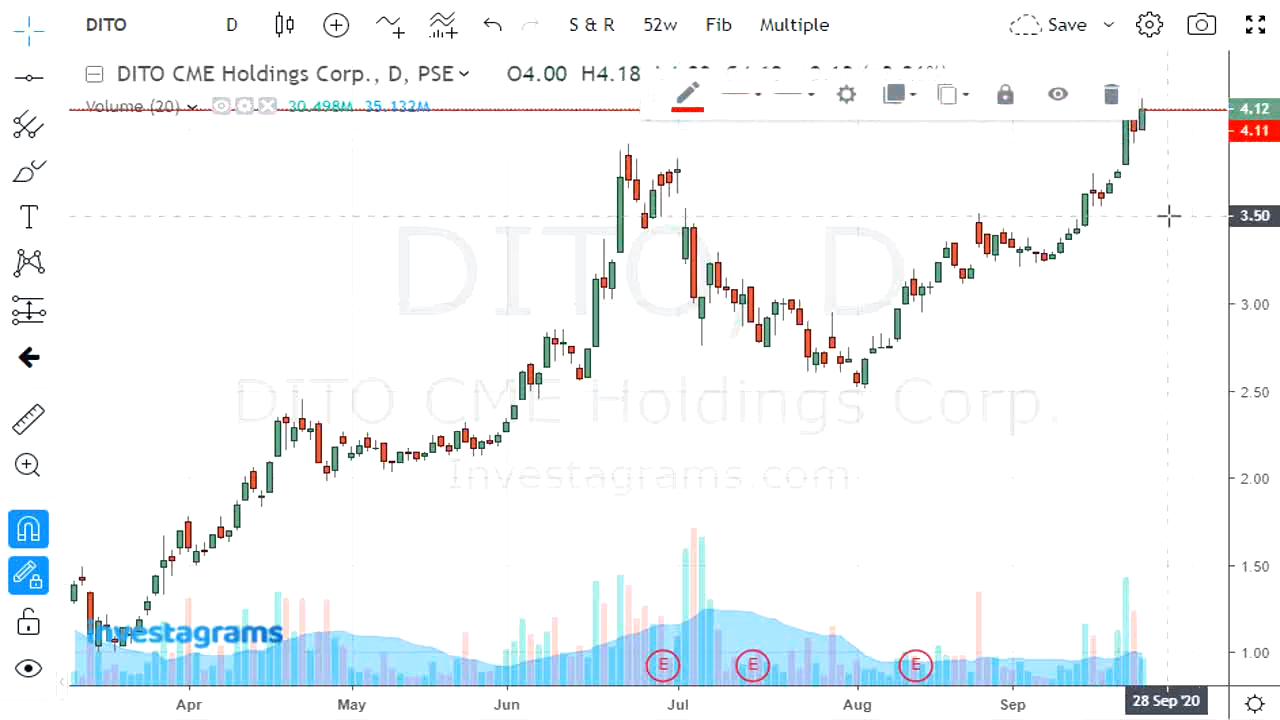 DITO D S & R 52w Fib Multiple Save
DITO CME Holdings Corp., D, PSE O4.00 H4.18
Volume (20) 30.498M 35.132M
4.12
4.11
3.50
DITO, D
3.00
2.50
DITO CME Holdings Corp.
Investagrams.com
2.00
1.50
Investagrams
1.00
E E E
Apr May Jun Jul Aug Sep 28 Sep '20